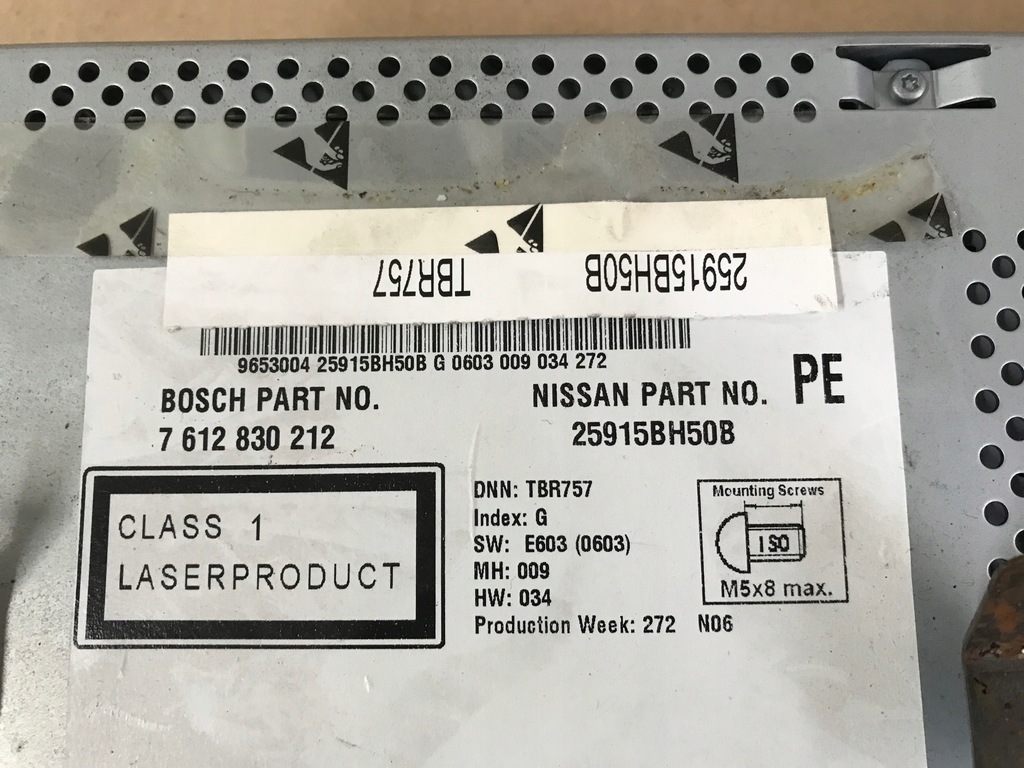 25915BH50B TBR757
9653004 25915BH50B G 0603 009 034 272
BOSCH PART NO.
7 612 830 212
NISSAN PART NO.
25915BH50B
PE
CLASS 1
LASERPRODUCT
DNN: TBR757
Index: G
SW: E603 (0603)
MH: 009
HW: 034
Production Week: 272 N06
Mounting Screws
ISO
M5x8 max.